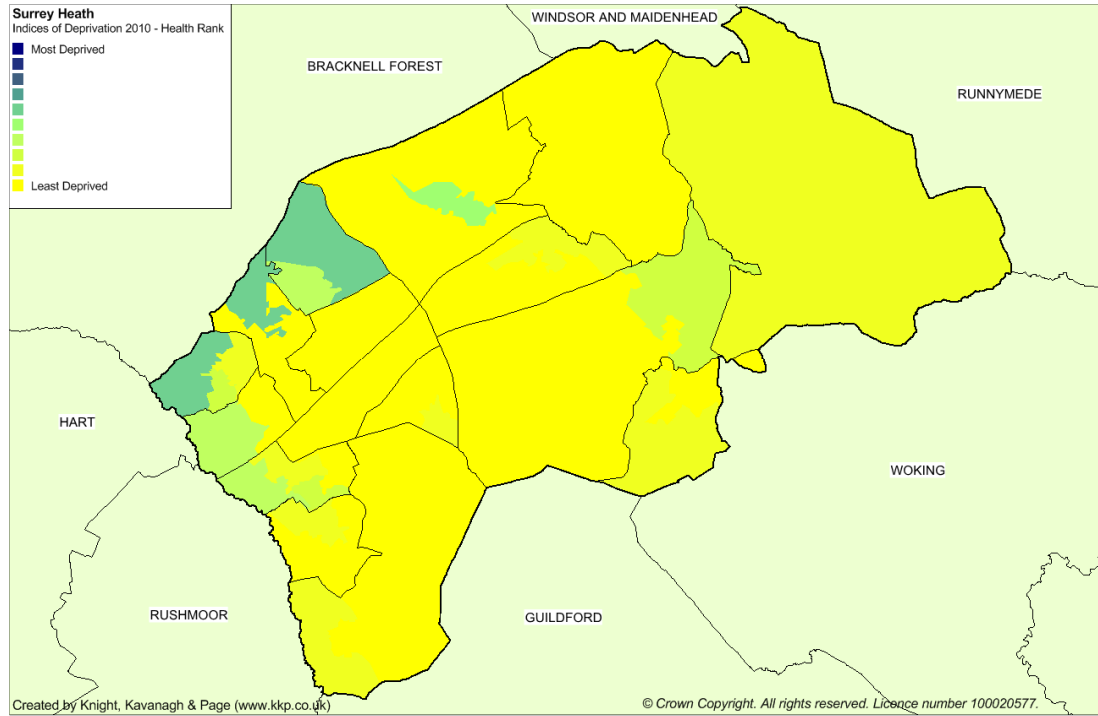 Surrey Heath
Indices of Deprivation 2010 - Health Rank
Most Deprived
Least Deprived
WINDSOR AND MAIDENHEAD
BRACKNELL FOREST
RUNNYMEDE
HART
WOKING
RUSHMOOR
GUILDFORD
Created by Knight, Kavanagh & Page (www.kkp.co.uk)
© Crown Copyright. All rights reserved. Licence number 100020577.